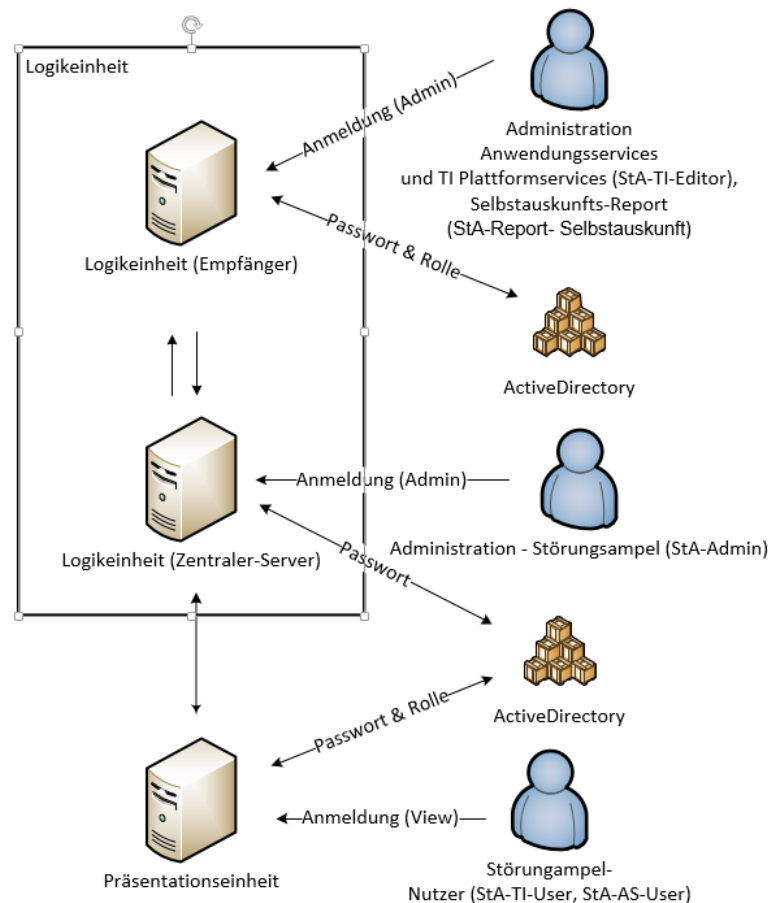 Logikeinheit
Anmeldung (Admin)
Administration
Anwendungsservices
und TI Plattformservices (StA-TI-Editor),
Selbstauskunfts-Report
(StA-Report- Selbstauskunft)
Logikeinheit (Empfänger)
Passwort & Rolle
ActiveDirectory
Anmeldung (Admin)
Logikeinheit (Zentraler-Server)
Administration - Störungsampel (StA-Admin)
Passwort
ActiveDirectory
Passwort & Rolle
Anmeldung (View)
Präsentationseinheit
Störungampel-
Nutzer (StA-TI-User, StA-AS-User)